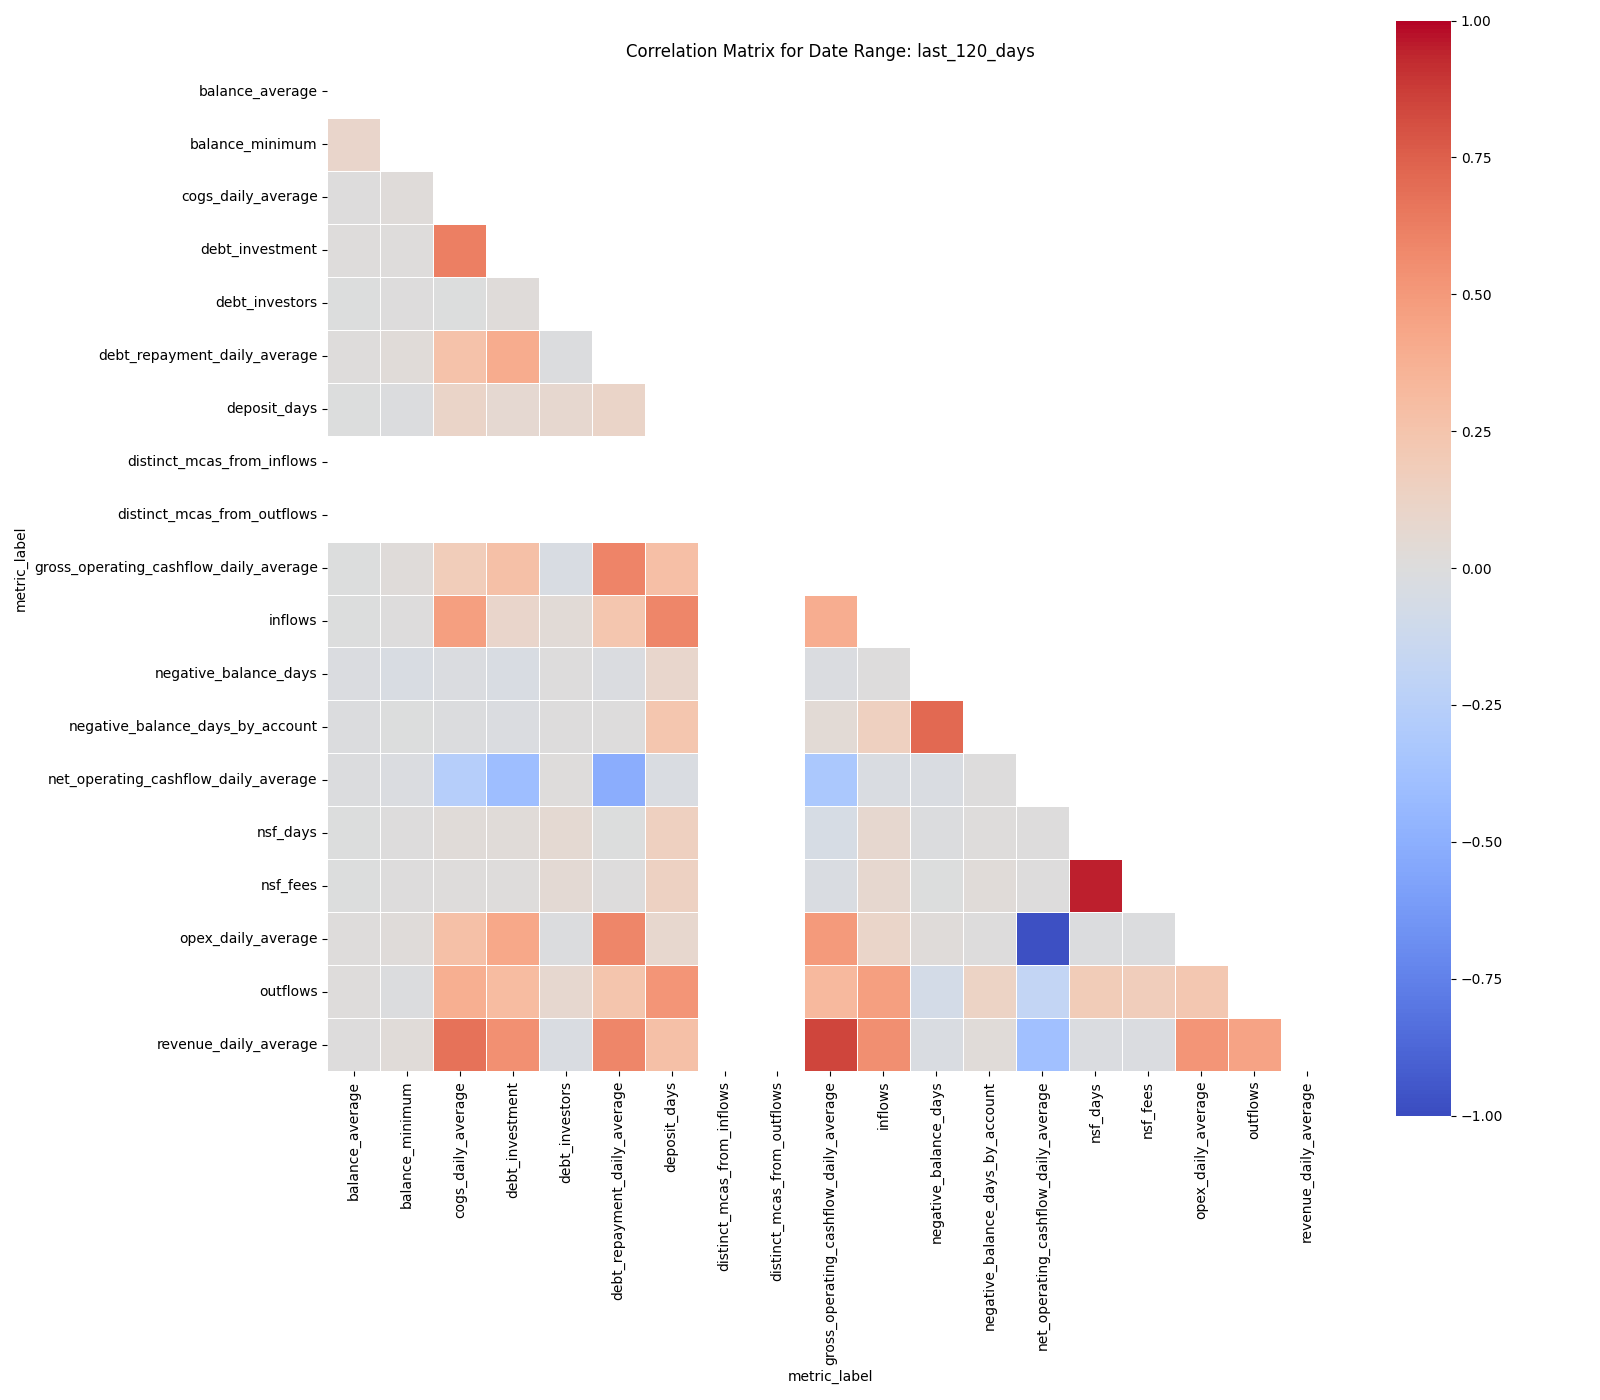 Correlation Matrix for Date Range: last_120_days
balance_average
balance_minimum
cogs_daily_average
debt_investment
debt_investors
debt_repayment_daily_average
deposit_days
distinct_mcas_from_inflows
distinct_mcas_from_outflows
gross_operating_cashflow_daily_average
inflows
negative_balance_days
negative_balance_days_by_account
net_operating_cashflow_daily_average
nsf_days
nsf_fees
opex_daily_average
outflows
revenue_daily_average
metric_label
balance_average
balance_minimum
cogs_daily_average
debt_investment
debt_investors
debt_repayment_daily_average
deposit_days
distinct_mcas_from_inflows
distinct_mcas_from_outflows
gross_operating_cashflow_daily_average
inflows
negative_balance_days
negative_balance_days_by_account
net_operating_cashflow_daily_average
nsf_days
nsf_fees
opex_daily_average
outflows
revenue_daily_average
metric_label
1.00
0.75
0.50
0.25
0.00
−0.25
−0.50
−0.75
−1.00